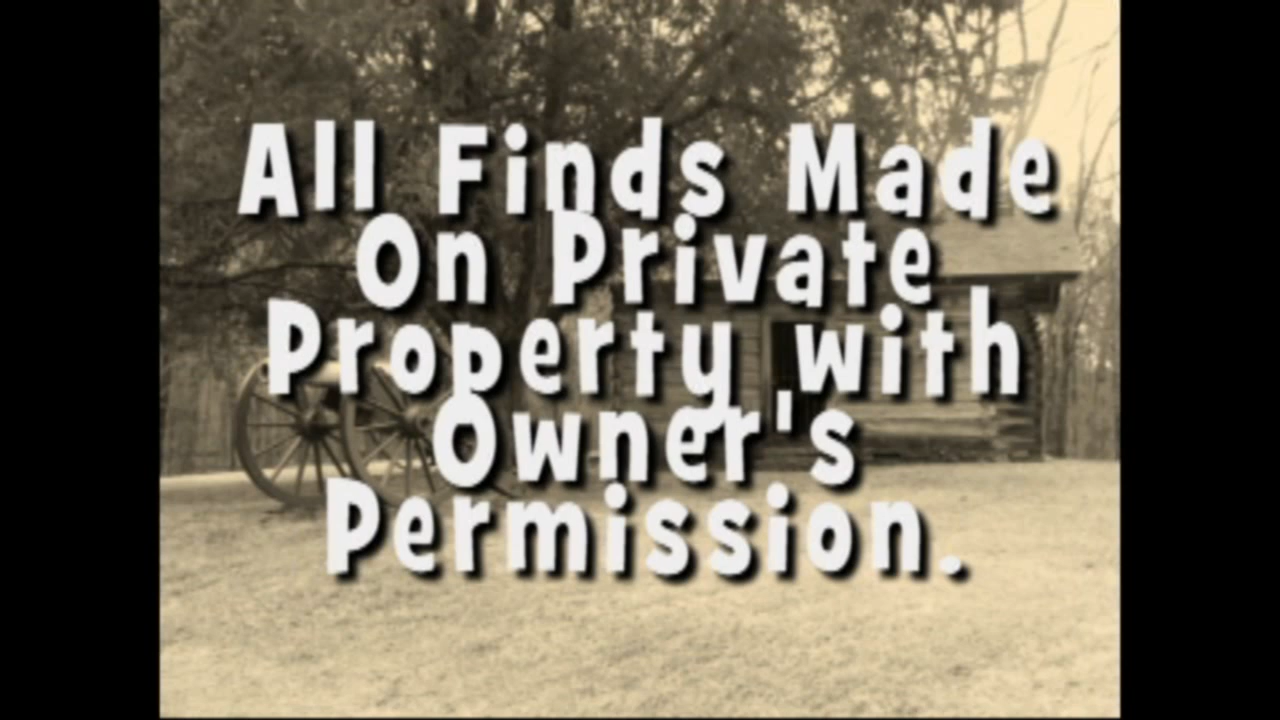 All Finds Made
On Private
Property with
Owner's
Permission.